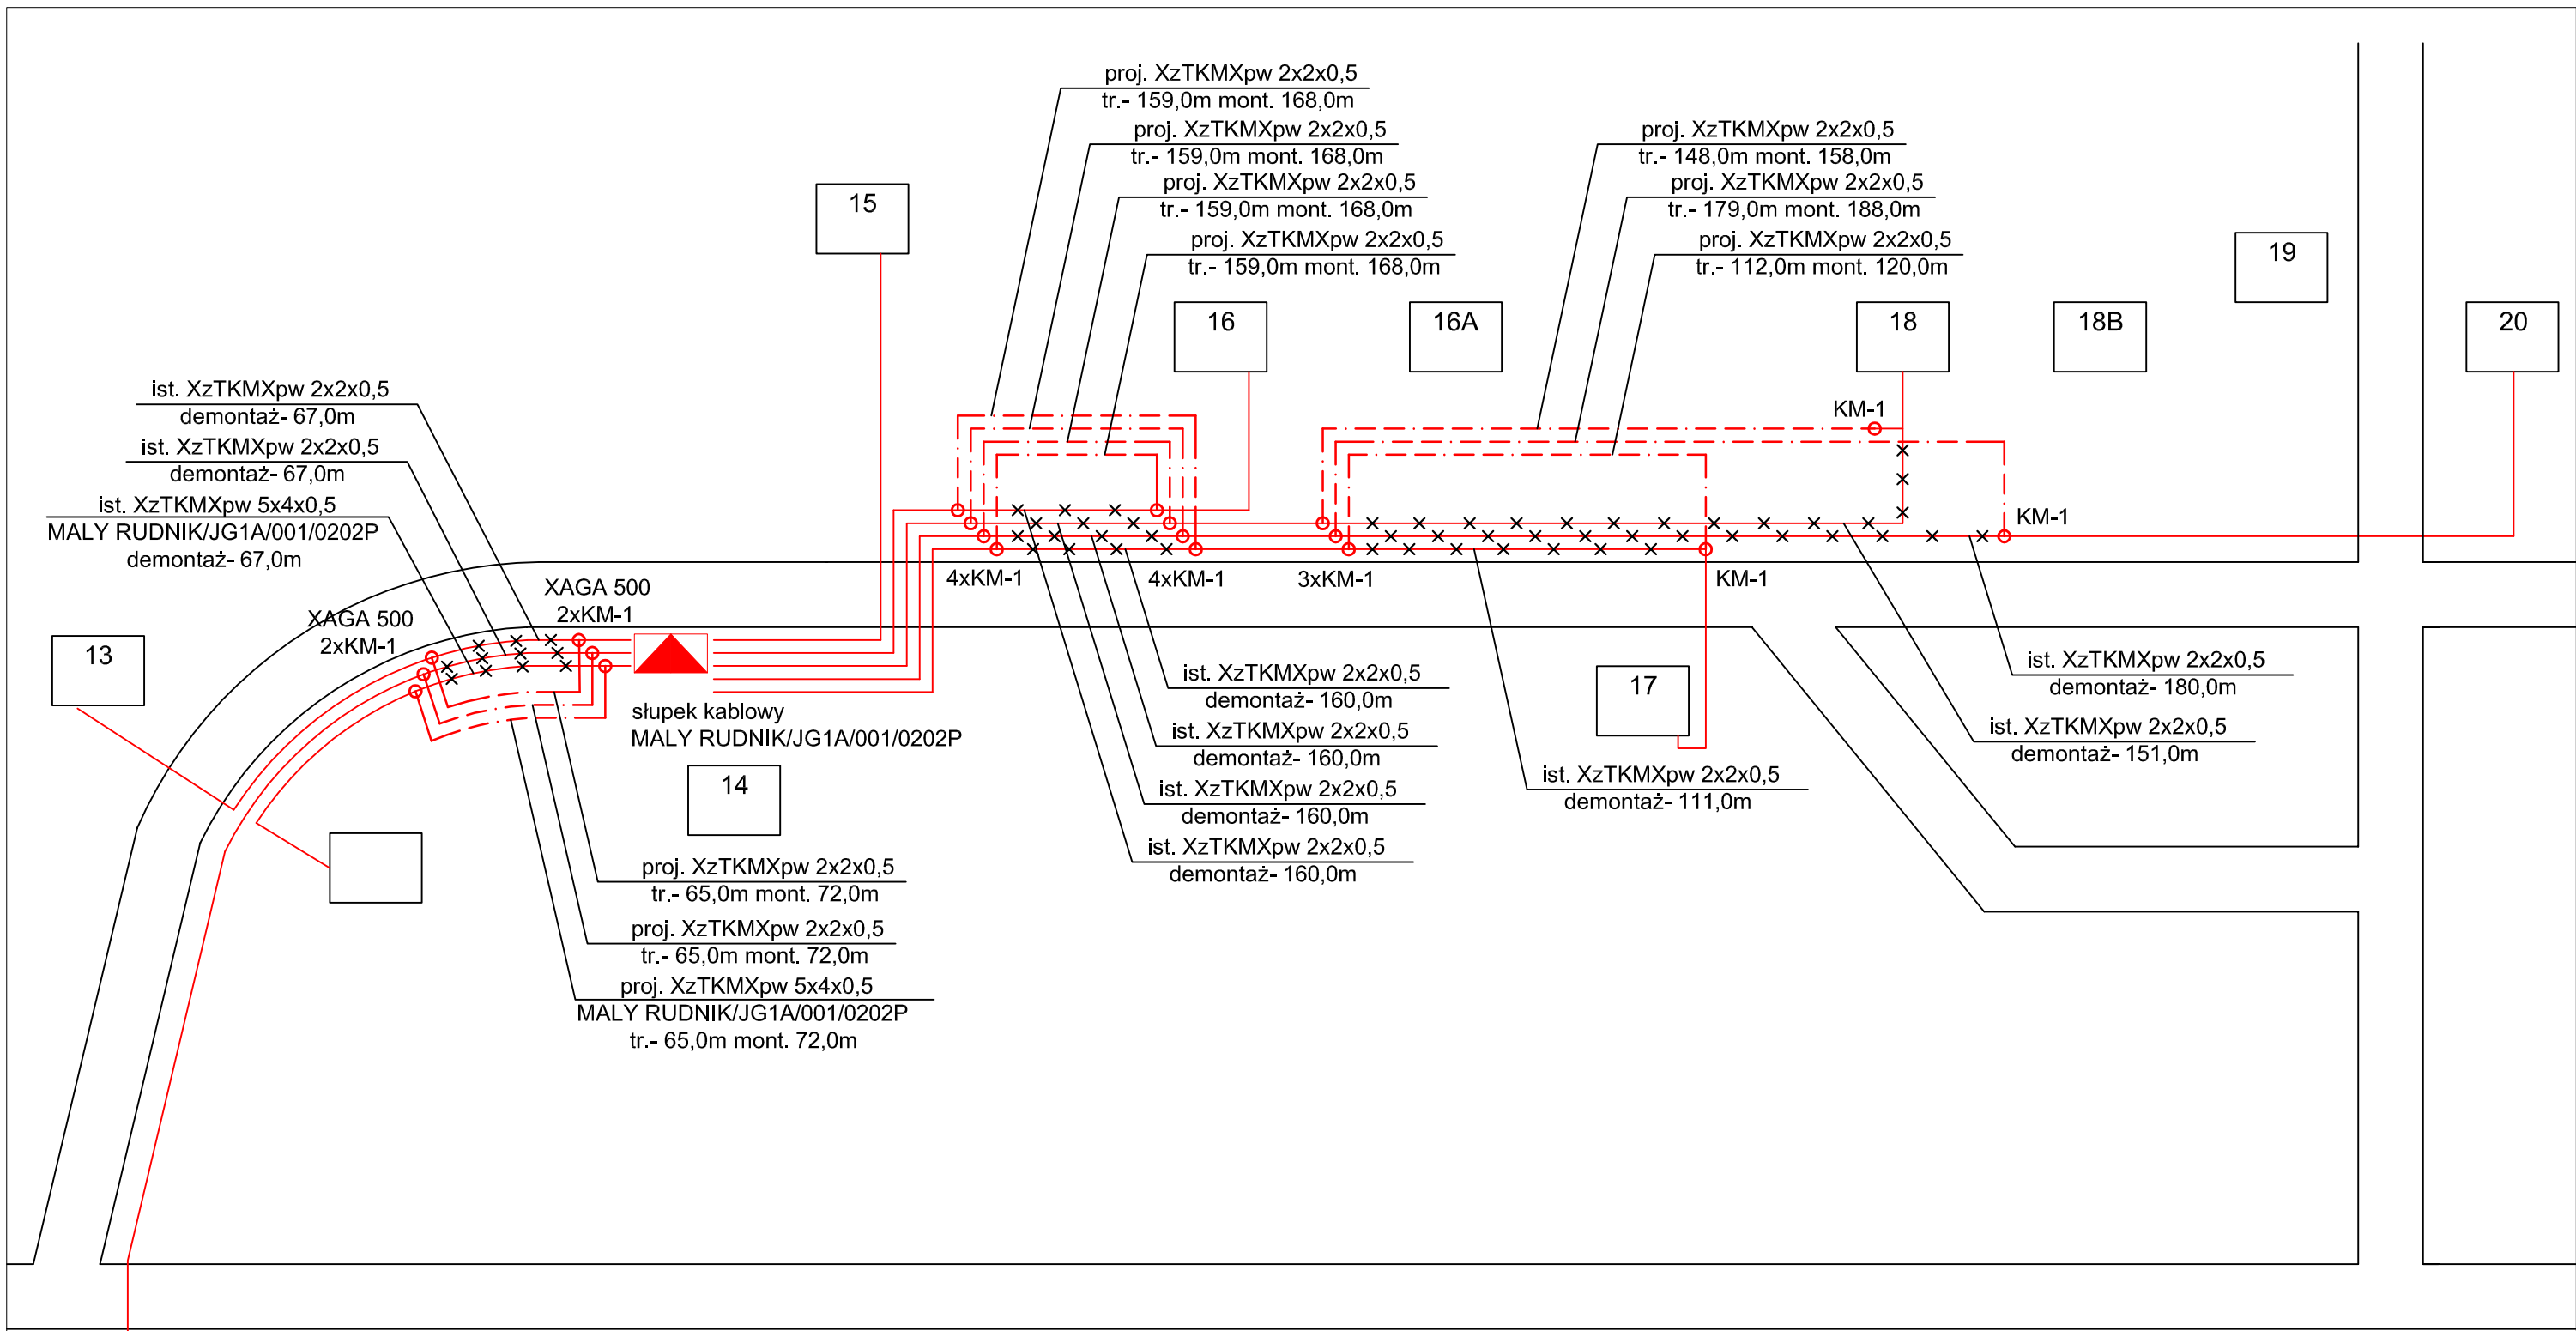 proj. XzTKMXpw 2x2x0,5
tr.- 159,0m mont. 168,0m
proj. XzTKMXpw 2x2x0,5
tr.- 159,0m mont. 168,0m
proj. XzTKMXpw 2x2x0,5
tr.- 159,0m mont. 168,0m
proj. XzTKMXpw 2x2x0,5
tr.- 159,0m mont. 168,0m
proj. XzTKMXpw 2x2x0,5
tr.- 148,0m mont. 158,0m
proj. XzTKMXpw 2x2x0,5
tr.- 179,0m mont. 188,0m
proj. XzTKMXpw 2x2x0,5
tr.- 112,0m mont. 120,0m
15
16
16A
18
18B
19
20
ist. XzTKMXpw 2x2x0,5
demontaż- 67,0m
ist. XzTKMXpw 2x2x0,5
demontaż- 67,0m
ist. XzTKMXpw 5x4x0,5
MALY RUDNIK/JG1A/001/0202P
demontaż- 67,0m
KM-1
KM-1
XAGA 500
2xKM-1
XAGA 500
2xKM-1
4xKM-1
4xKM-1
3xKM-1
KM-1
13
słupek kablowy
MALY RUDNIK/JG1A/001/0202P
14
17
ist. XzTKMXpw 2x2x0,5
demontaż- 160,0m
ist. XzTKMXpw 2x2x0,5
demontaż- 160,0m
ist. XzTKMXpw 2x2x0,5
demontaż- 160,0m
ist. XzTKMXpw 2x2x0,5
demontaż- 160,0m
ist. XzTKMXpw 2x2x0,5
demontaż- 111,0m
ist. XzTKMXpw 2x2x0,5
demontaż- 180,0m
ist. XzTKMXpw 2x2x0,5
demontaż- 151,0m
proj. XzTKMXpw 2x2x0,5
tr.- 65,0m mont. 72,0m
proj. XzTKMXpw 2x2x0,5
tr.- 65,0m mont. 72,0m
proj. XzTKMXpw 5x4x0,5
MALY RUDNIK/JG1A/001/0202P
tr.- 65,0m mont. 72,0m